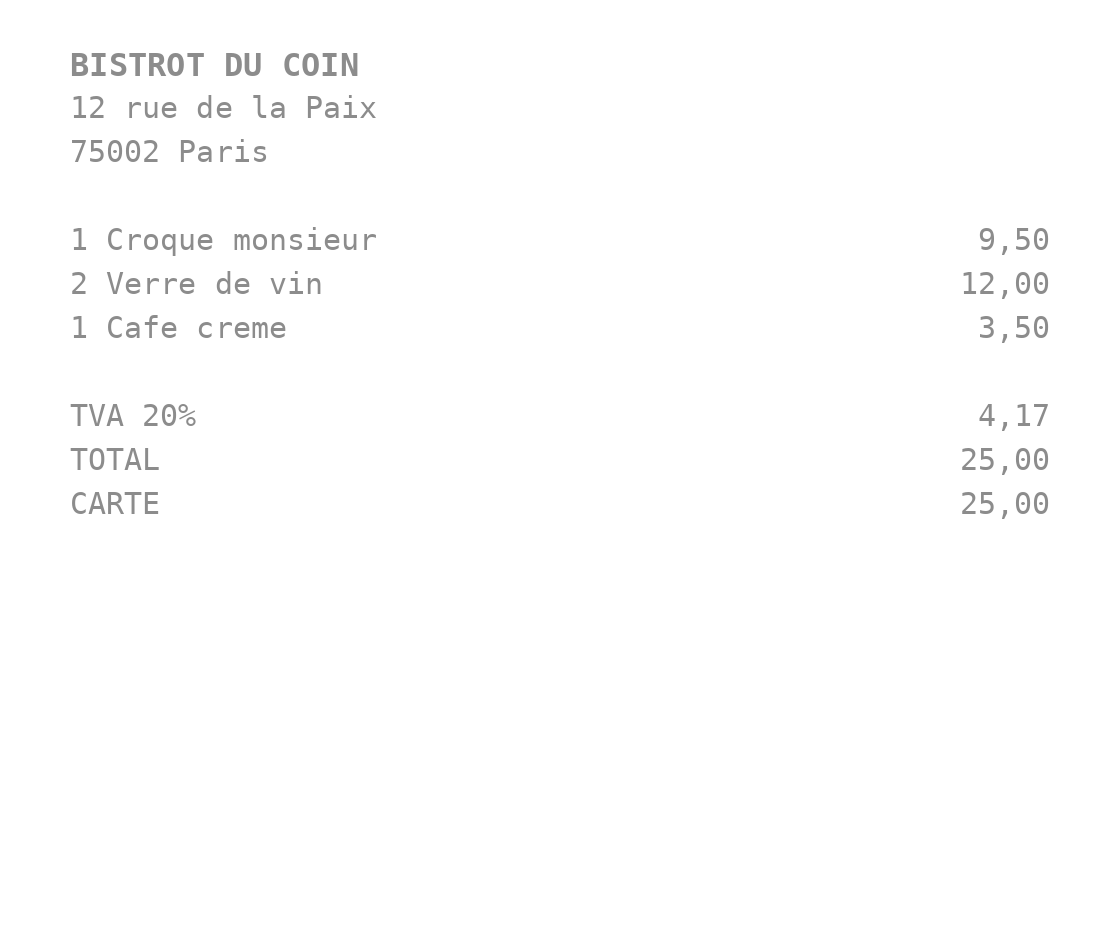 BISTROT DU COIN
12 rue de la Paix
75002 Paris
1 Croque monsieur 9,50
2 Verre de vin 12,00
1 Cafe creme 3,50
TVA 20% 4,17
TOTAL 25,00
CARTE 25,00